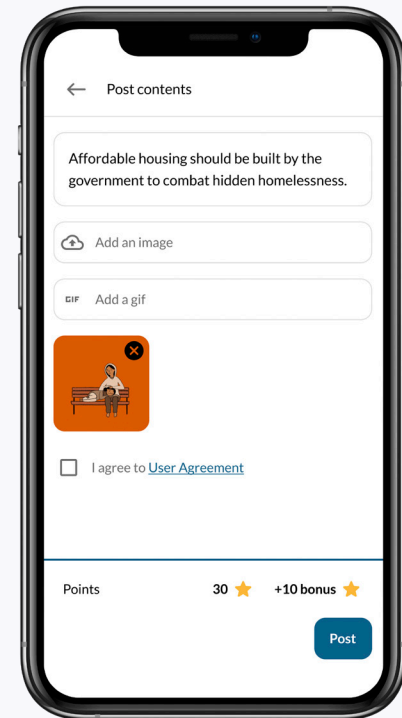 Post contents
Affordable housing should be built by the
government to combat hidden homelessness.
Add an image
GIF Add a gif
I agree to User Agreement
Points 30 +10 bonus
Post